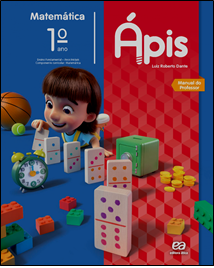 Matemática
1º
ano
Ápis
Luiz Roberto Dante
Manual do
Professor
editora ática